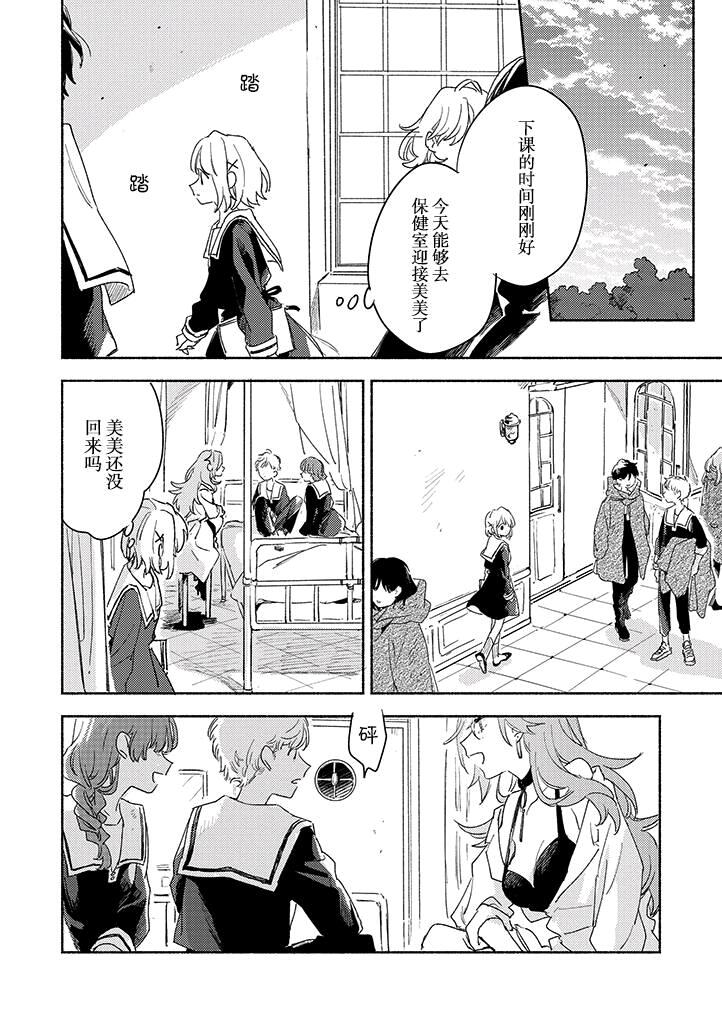 下课的时间刚刚好
今天能够去
保健室迎接美美了
踏
踏
美美还没
回来吗
砰